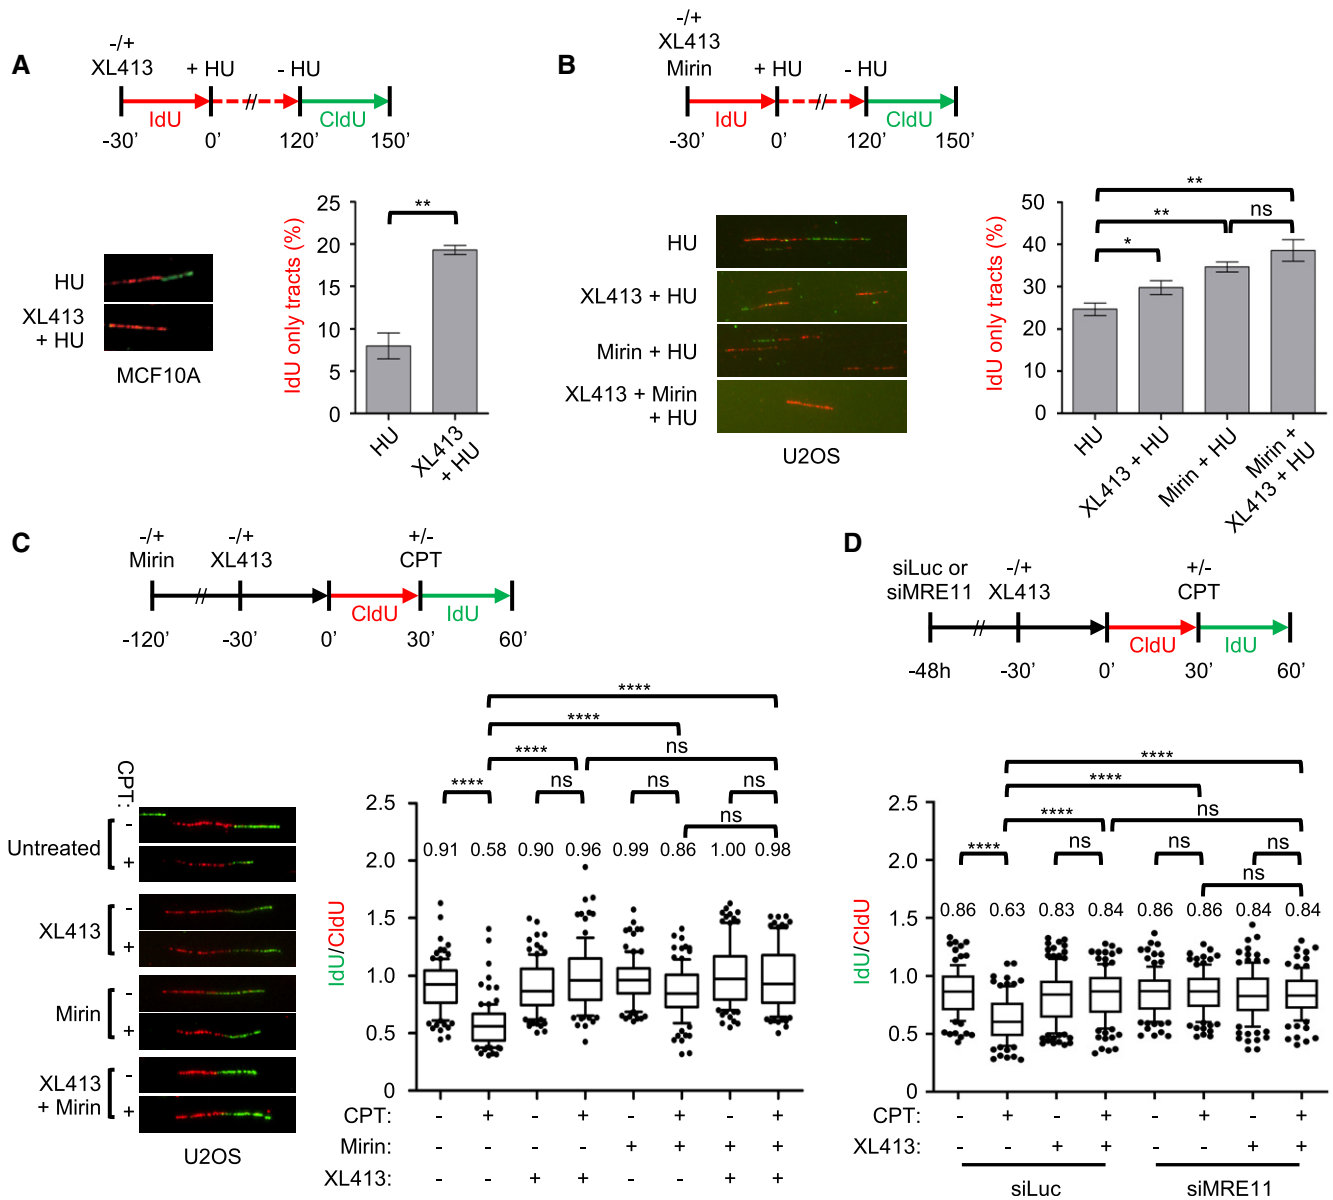 A
-/+
XL413
+ HU
- HU
IdU
CldU
-30'
0'
120'
150'
HU
XL413
+ HU
MCF10A
IdU only tracts (%)
25
20
15
10
5
0
**
HU
XL413
+ HU
B
-/+
XL413
Mirin
+ HU
- HU
IdU
CldU
-30'
0'
120'
150'
HU
XL413 + HU
Mirin + HU
XL413 + Mirin
+ HU
U2OS
IdU only tracts (%)
50
40
30
20
10
0
**
**
ns
*
HU
XL413 + HU
Mirin + HU
Mirin +
XL413 + HU
C
-/+
Mirin
-/+
XL413
+/-
CPT
CldU
IdU
-120'
-30'
0'
30'
60'
CPT:
Untreated
-
+
XL413
-
+
Mirin
-
+
XL413
+ Mirin
-
+
U2OS
IdU/CldU
2.5
2.0
1.5
1.0
0.5
0
****
****
****
ns
****
ns
ns
ns
ns
0.91 0.58 0.90 0.96 0.99 0.86 1.00 0.98
CPT: - + - + - + - +
Mirin: - - - - + + + +
XL413: - - + + - - + +
D
siLuc or
siMRE11
-/+
XL413
+/-
CPT
CldU
IdU
-48h
-30'
0'
30'
60'
IdU/CldU
2.5
2.0
1.5
1.0
0.5
0
****
****
****
ns
****
ns
ns
ns
ns
0.86 0.63 0.83 0.84 0.86 0.86 0.84 0.84
CPT: - + - + - + - +
XL413: - - + + - - + +
siLuc
siMRE11